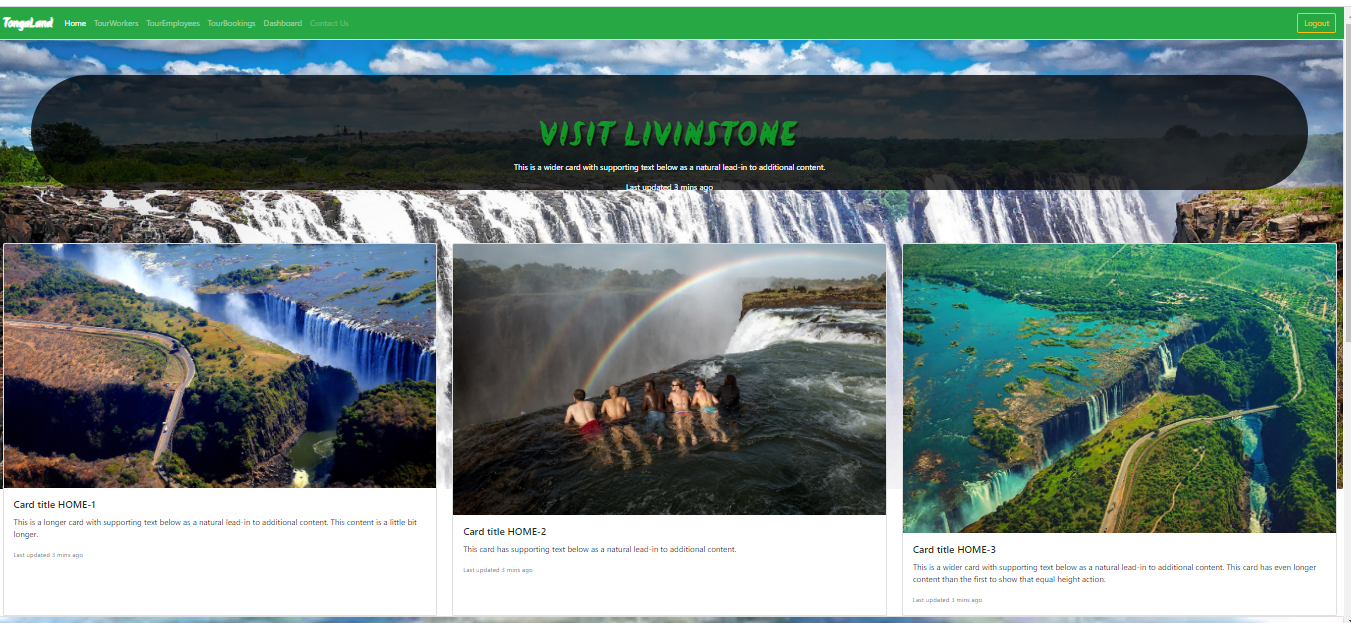 TongaLand Home TourWorkers TourEmployees TourBookings Dashboard Contact Us Logout
VISIT LIVINSTONE
This is a wider card with supporting text below as a natural lead-in to additional content.
Last updated 3 mins ago
Card title HOME-1
This is a longer card with supporting text below as a natural lead-in to additional content. This content is a little bit
longer.
Last updated 3 mins ago
Card title HOME-2
This card has supporting text below as a natural lead-in to additional content.
Last updated 3 mins ago
Card title HOME-3
This is a wider card with supporting text below as a natural lead-in to additional content. This card has even longer
content than the first to show that equal height action.
Last updated 3 mins ago